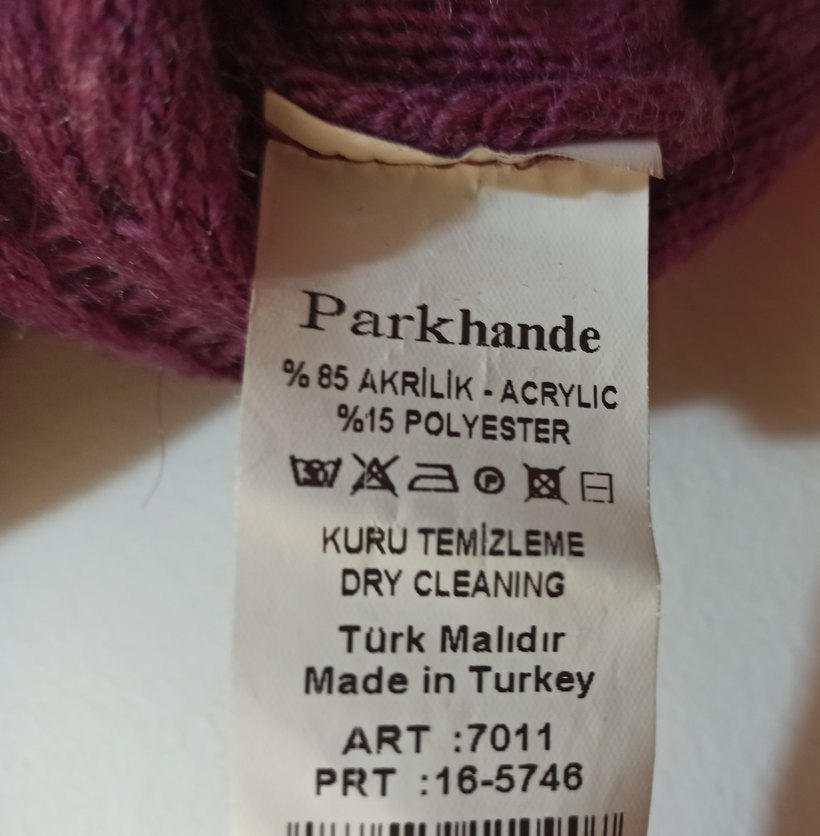 Parkhande
% 85 AKRİLİK - ACRYLIC
%15 POLYESTER
P
KURU TEMİZLEME
DRY CLEANING
Türk Malıdır
Made in Turkey
ART :7011
PRT :16-5746